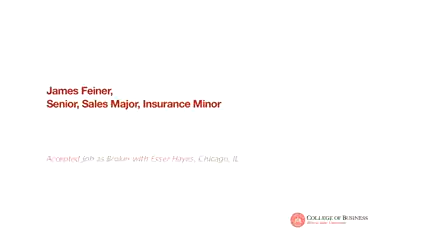 James Feiner,
Senior, Sales Major, Insurance Minor
Accepted job as Broker with Esser Hayes, Chicago, IL
COLLEGE OF BUSINESS